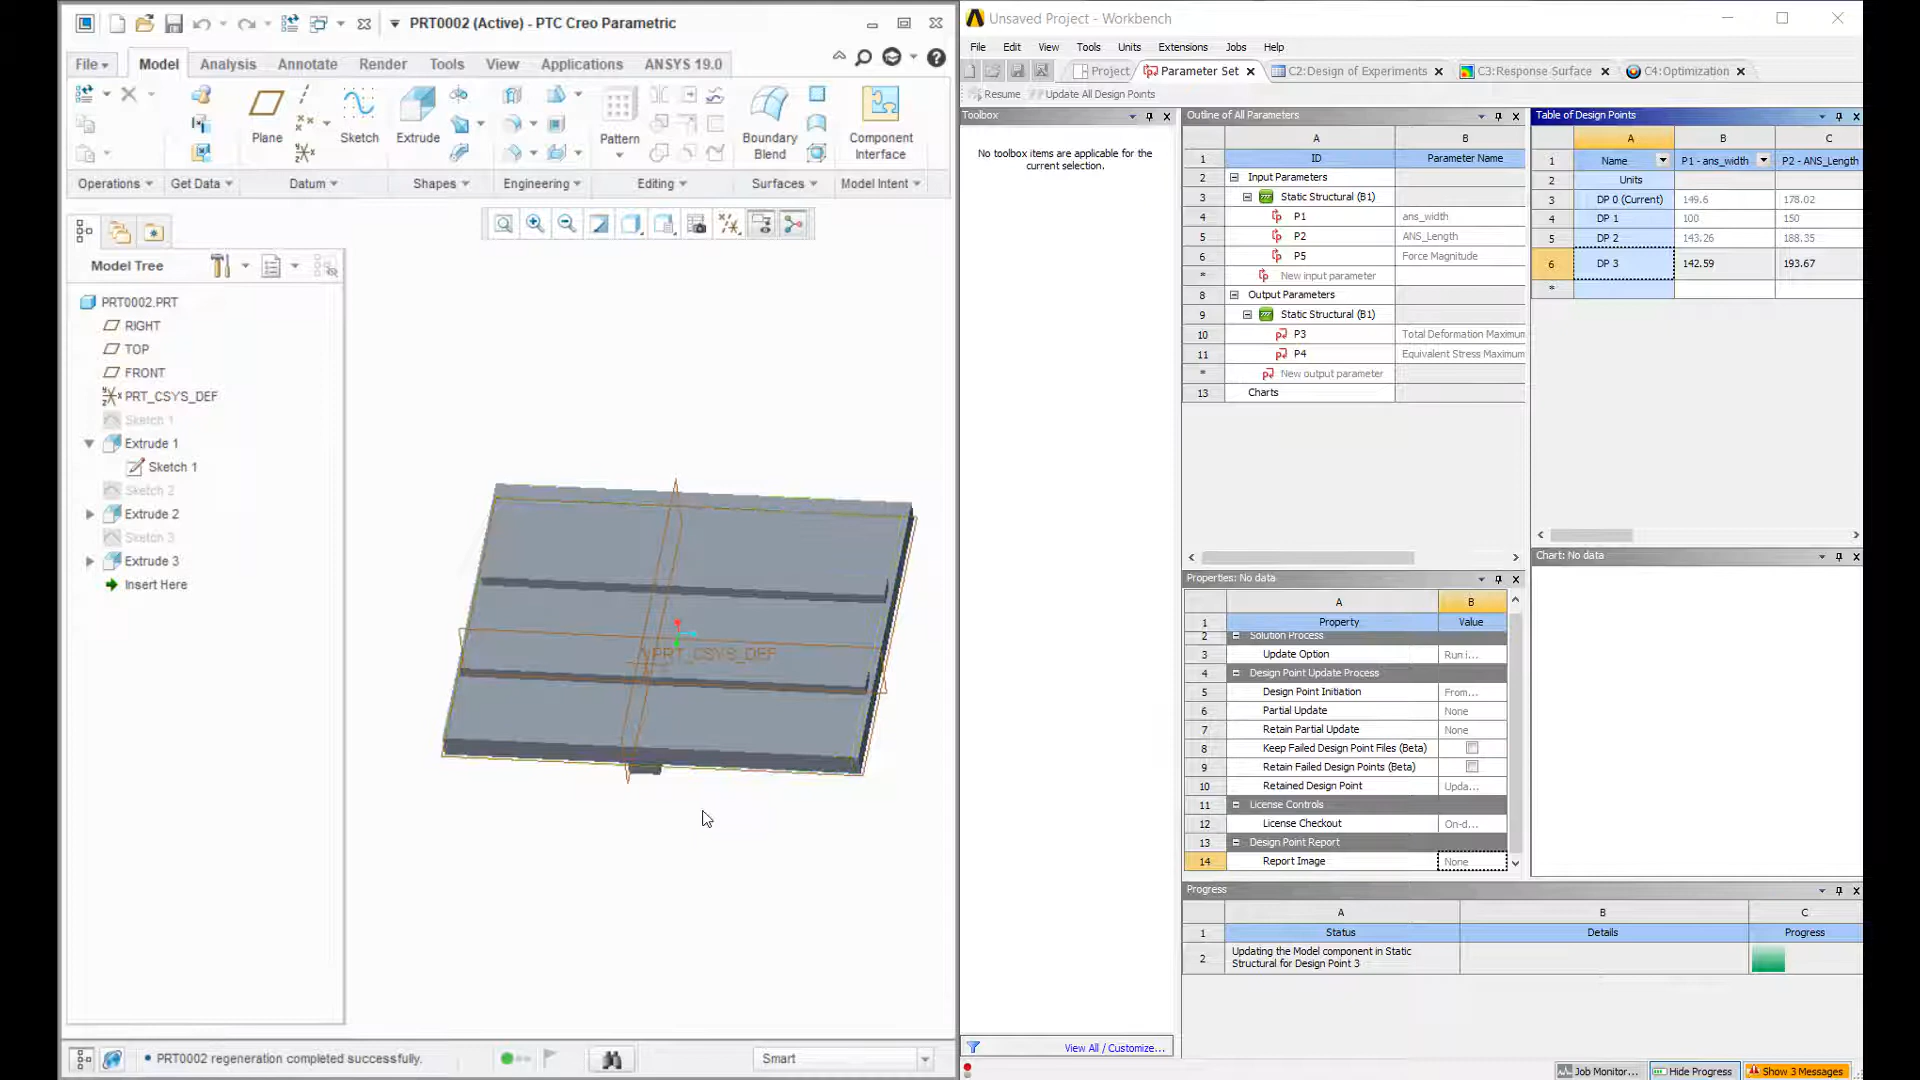 PRT0002 (Active) - PTC Creo Parametric
File
Model
Analysis
Annotate
Render
Tools
View
Applications
ANSYS 19.0
Plane
Sketch
Extrude
Pattern
Boundary
Blend
Component
Interface
Operations
Get Data
Datum
Shapes
Engineering
Editing
Surfaces
Model Intent
Model Tree
PRT0002.PRT
RIGHT
TOP
FRONT
PRT_CSYS_DEF
Sketch 1
Extrude 1
Sketch 1
Sketch 2
Extrude 2
Sketch 3
Extrude 3
Insert Here
PRT_CSYS_DEF
PRT0002 regeneration completed successfully.
Smart
Unsaved Project - Workbench
File Edit View Tools Units Extensions Jobs Help
Project
Parameter Set
C2:Design of Experiments
C3:Response Surface
C4:Optimization
Resume
Update All Design Points
Toolbox
No toolbox items are applicable for the
current selection.
View All / Customize...
Outline of All Parameters
A B
1 ID Parameter Name
2 Input Parameters
3 Static Structural (B1)
4 P1 ans_width
5 P2 ANS_Length
6 P5 Force Magnitude
* New input parameter
8 Output Parameters
9 Static Structural (B1)
10 P3 Total Deformation Maximum
11 P4 Equivalent Stress Maximum
* New output parameter
13 Charts
Properties: No data
A B
1 Property Value
2 Solution Process
3 Update Option Run i...
4 Design Point Update Process
5 Design Point Initiation From...
6 Partial Update None
7 Retain Partial Update None
8 Keep Failed Design Point Files (Beta)
9 Retain Failed Design Points (Beta)
10 Retained Design Point Upda...
11 License Controls
12 License Checkout On-d...
13 Design Point Report
14 Report Image None
Table of Design Points
A B C
1 Name P1 - ans_width P2 - ANS_Length
2 Units
3 DP 0 (Current) 149.6 178.02
4 DP 1 100 150
5 DP 2 143.26 188.35
6 DP 3 142.59 193.67
*
Chart: No data
Progress
A B C
1 Status Details Progress
2 Updating the Model component in Static
Structural for Design Point 3
Job Monitor...
Hide Progress
Show 3 Messages